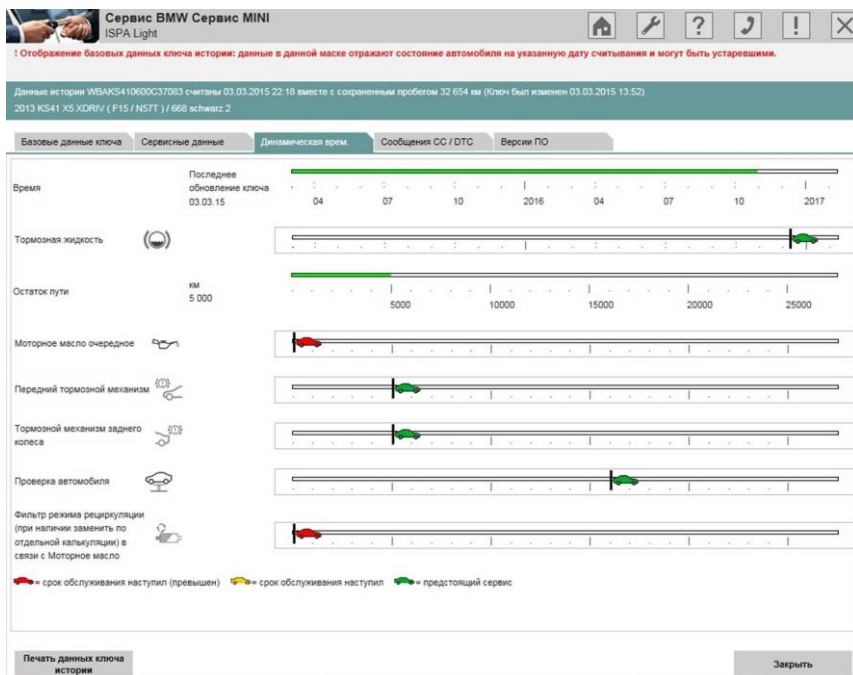 Сервис BMW Сервис MINI
ISPA Light
! Отображение базовых данных ключа истории: данные в данной маске отражают состояние автомобиля на указанную дату считывания и могут быть устаревшими.
Данные истории WBAKS410600C37083 считаны 03.03.2015 22:18 вместе с сохраненным пробегом 32 654 км (Ключ был изменен 03.03.2015 13:52)
2013 KS41 X5 XDRIV ( F15 / N57T ) / 668 schwarz 2
Базовые данные ключа Сервисные данные Динамическая врем. Сообщения CC / DTC Версии ПО
Время
Последнее
обновление ключа
03.03.15
04 07 10 2016 04 07 10 2017
Тормозная жидкость
Остаток пути
км
5 000
5000 10000 15000 20000 25000
Моторное масло очередное
Передний тормозной механизм
Тормозной механизм заднего
колеса
Проверка автомобиля
Фильтр режима рециркуляции
(при наличии заменить по
отдельной калькуляции) в
связи с Моторное масло
= срок обслуживания наступил (превышен) = срок обслуживания наступил = предстоящий сервис
Печать данных ключа
истории
Закрыть